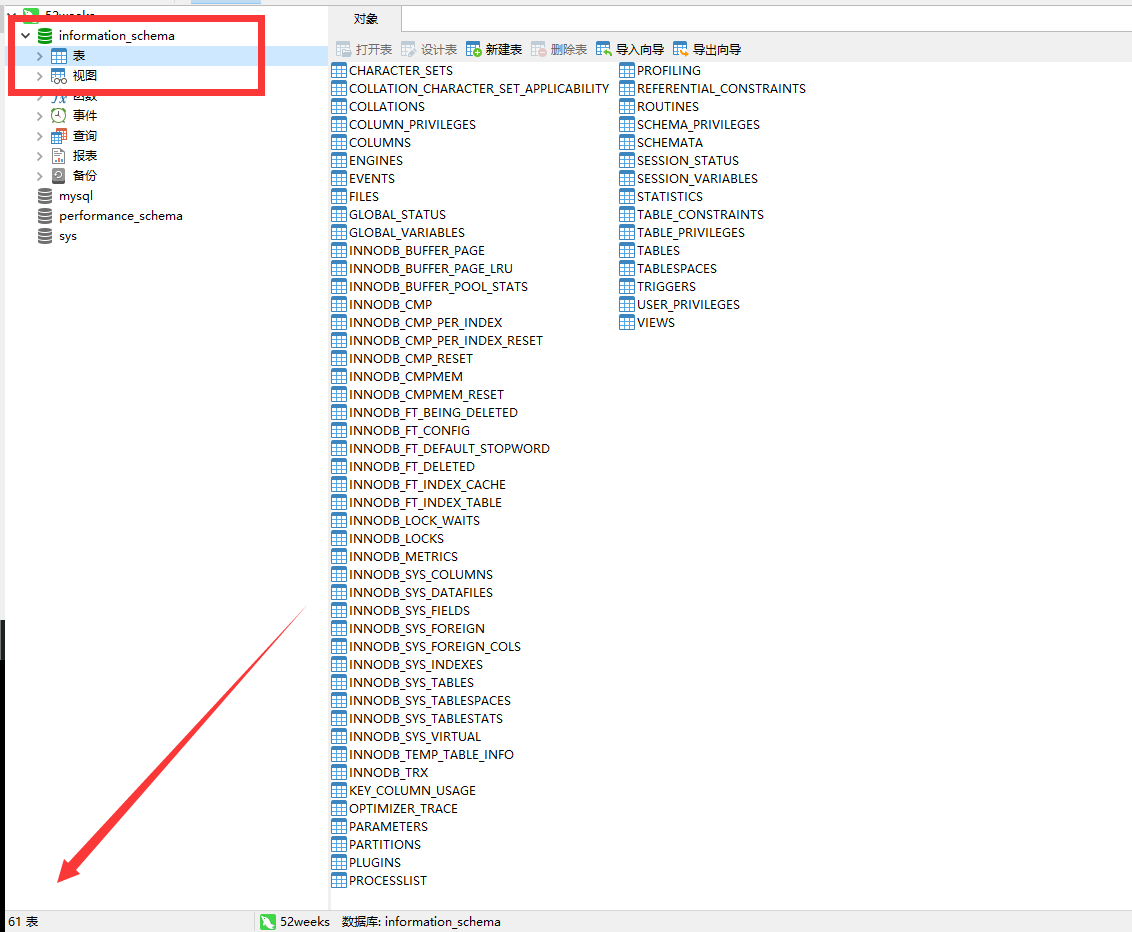 52weeks
information_schema
表
视图
函数
事件
查询
报表
备份
mysql
performance_schema
sys
对象
打开表 设计表 新建表 删除表 导入向导 导出向导
CHARACTER_SETS
COLLATION_CHARACTER_SET_APPLICABILITY
COLLATIONS
COLUMN_PRIVILEGES
COLUMNS
ENGINES
EVENTS
FILES
GLOBAL_STATUS
GLOBAL_VARIABLES
INNODB_BUFFER_PAGE
INNODB_BUFFER_PAGE_LRU
INNODB_BUFFER_POOL_STATS
INNODB_CMP
INNODB_CMP_PER_INDEX
INNODB_CMP_PER_INDEX_RESET
INNODB_CMP_RESET
INNODB_CMPMEM
INNODB_CMPMEM_RESET
INNODB_FT_BEING_DELETED
INNODB_FT_CONFIG
INNODB_FT_DEFAULT_STOPWORD
INNODB_FT_DELETED
INNODB_FT_INDEX_CACHE
INNODB_FT_INDEX_TABLE
INNODB_LOCK_WAITS
INNODB_LOCKS
INNODB_METRICS
INNODB_SYS_COLUMNS
INNODB_SYS_DATAFILES
INNODB_SYS_FIELDS
INNODB_SYS_FOREIGN
INNODB_SYS_FOREIGN_COLS
INNODB_SYS_INDEXES
INNODB_SYS_TABLES
INNODB_SYS_TABLESPACES
INNODB_SYS_TABLESTATS
INNODB_SYS_VIRTUAL
INNODB_TEMP_TABLE_INFO
INNODB_TRX
KEY_COLUMN_USAGE
OPTIMIZER_TRACE
PARAMETERS
PARTITIONS
PLUGINS
PROCESSLIST
PROFILING
REFERENTIAL_CONSTRAINTS
ROUTINES
SCHEMA_PRIVILEGES
SCHEMATA
SESSION_STATUS
SESSION_VARIABLES
STATISTICS
TABLE_CONSTRAINTS
TABLE_PRIVILEGES
TABLES
TABLESPACES
TRIGGERS
USER_PRIVILEGES
VIEWS
61 表
52weeks 数据库: information_schema